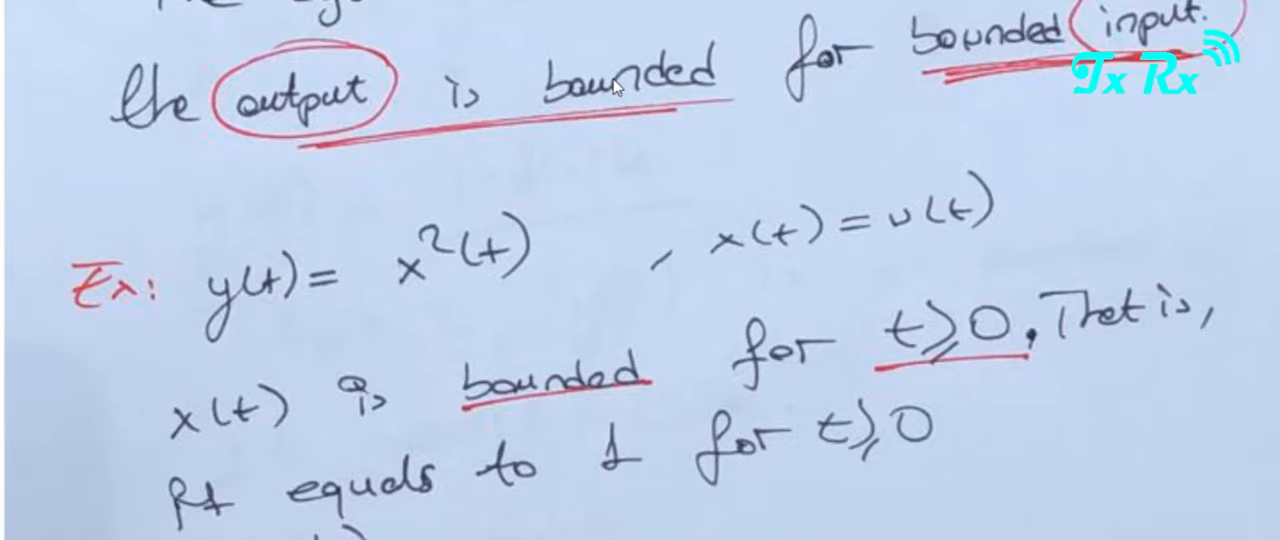 the output is bounded for bounded input.
Tx Rx
Ex: y(t) = x²(t) , x(t) = u(t)
x(t) is bounded for t≥0. That is,
it equals to 1 for t≥0